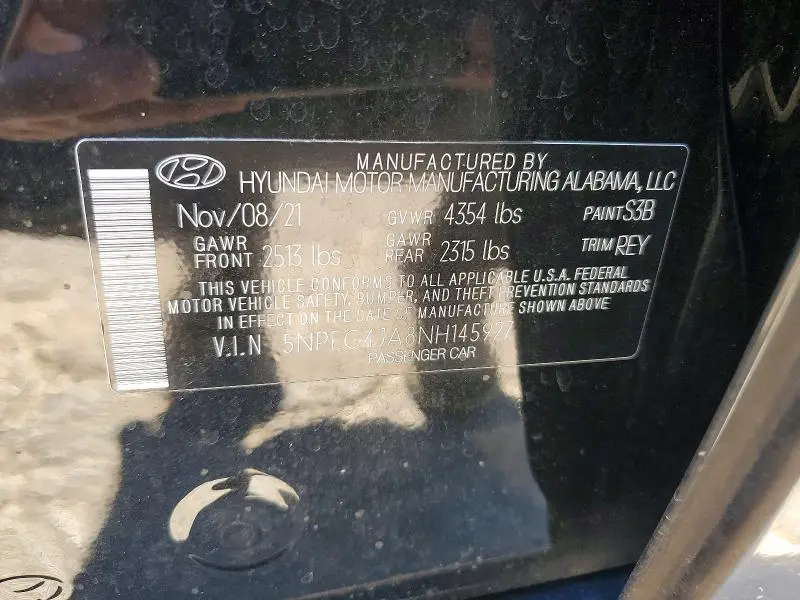 MANUFACTURED BY
HYUNDAI MOTOR MANUFACTURING ALABAMA, LLC
Nov/08/21 GVWR 4354 lbs PAINT S3B
GAWR FRONT 2513 lbs GAWR REAR 2315 lbs TRIM REY
THIS VEHICLE CONFORMS TO ALL APPLICABLE U.S.A. FEDERAL
MOTOR VEHICLE SAFETY, BUMPER, AND THEFT PREVENTION STANDARDS
IN EFFECT ON THE DATE OF MANUFACTURE SHOWN ABOVE
V.I.N 5NPEG4JA8NH145927
PASSENGER CAR